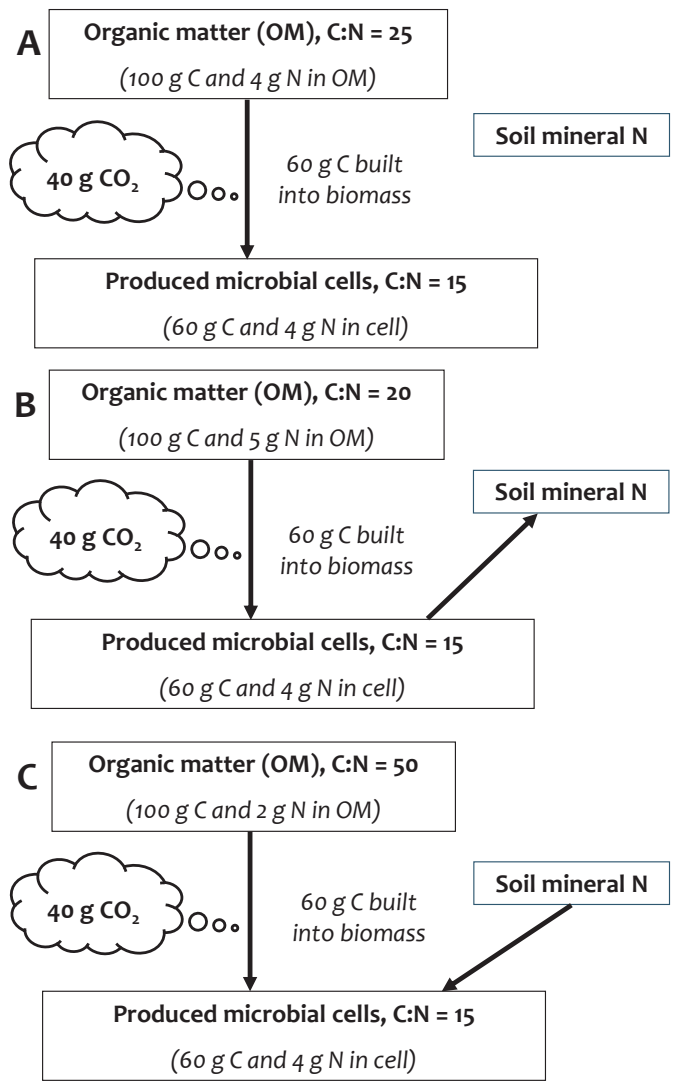 A
Organic matter (OM), C:N = 25
(100 g C and 4 g N in OM)
Soil mineral N
40 g CO₂
60 g C built
into biomass
Produced microbial cells, C:N = 15
(60 g C and 4 g N in cell)
B
Organic matter (OM), C:N = 20
(100 g C and 5 g N in OM)
Soil mineral N
40 g CO₂
60 g C built
into biomass
Produced microbial cells, C:N = 15
(60 g C and 4 g N in cell)
C
Organic matter (OM), C:N = 50
(100 g C and 2 g N in OM)
Soil mineral N
40 g CO₂
60 g C built
into biomass
Produced microbial cells, C:N = 15
(60 g C and 4 g N in cell)